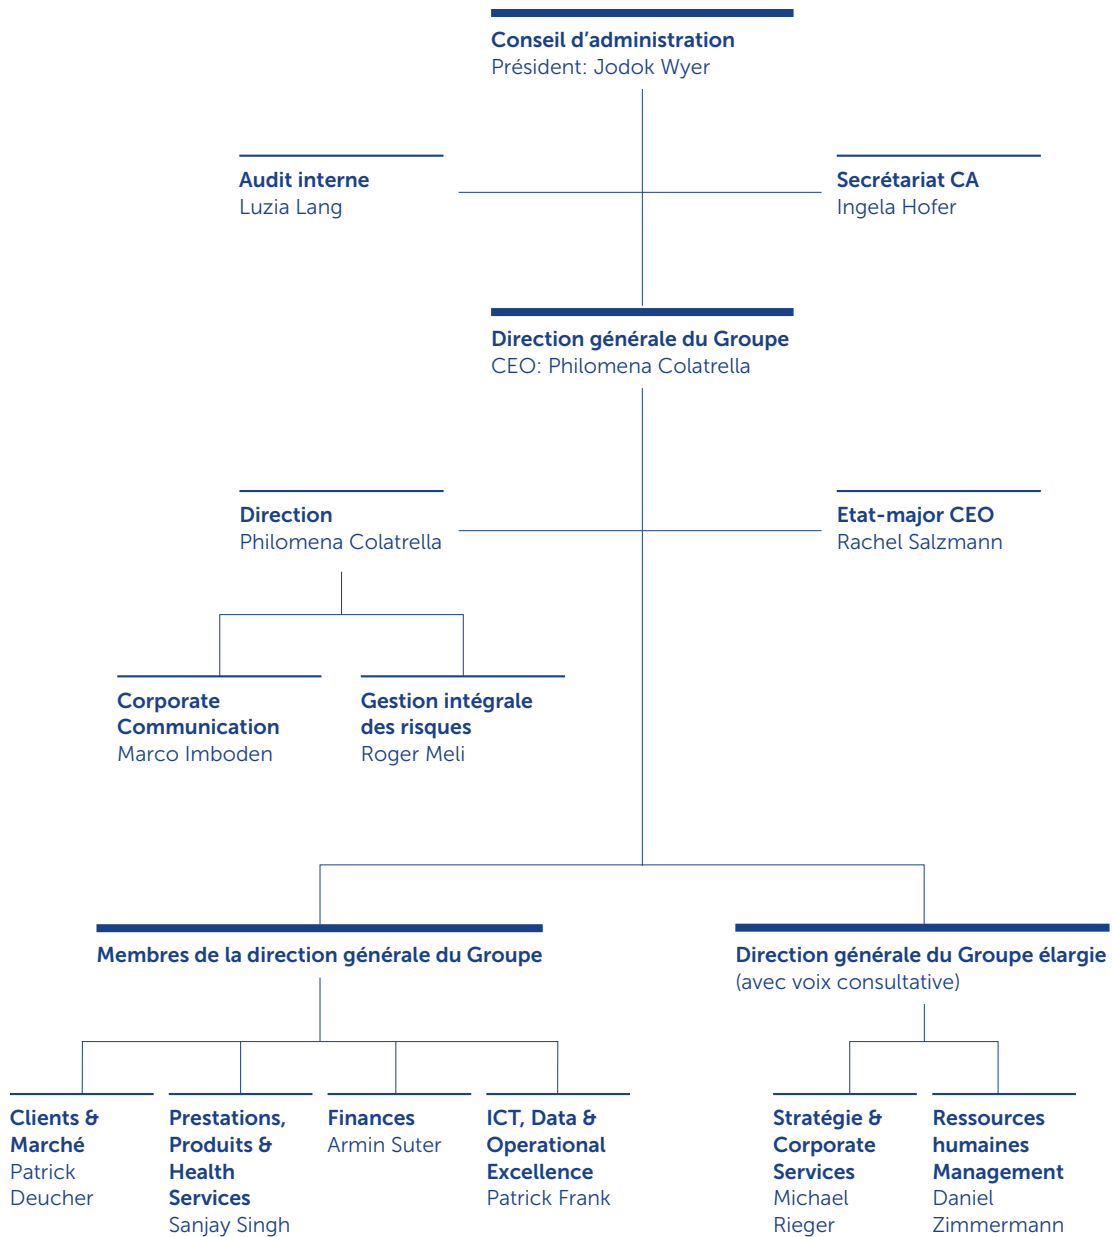 Conseil d’administration
Président: Jodok Wyer
Audit interne
Luzia Lang
Secrétariat CA
Ingela Hofer
Direction générale du Groupe
CEO: Philomena Colatrella
Direction
Philomena Colatrella
Etat-major CEO
Rachel Salzmann
Corporate
Communication
Marco Imboden
Gestion intégrale
des risques
Roger Meli
Membres de la direction générale du Groupe
Direction générale du Groupe élargie
(avec voix consultative)
Clients &
Marché
Patrick
Deucher
Prestations,
Produits &
Health
Services
Sanjay Singh
Finances
Armin Suter
ICT, Data &
Operational
Excellence
Patrick Frank
Stratégie &
Corporate
Services
Michael
Rieger
Ressources
humaines
Management
Daniel
Zimmermann